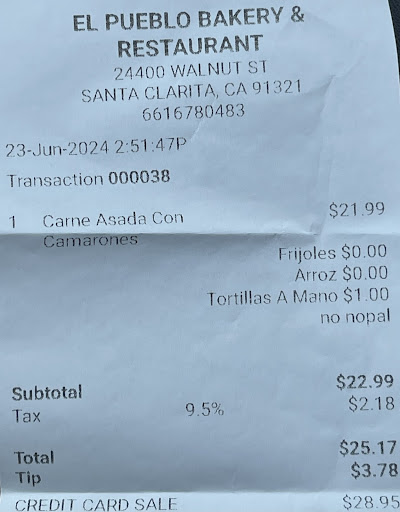 EL PUEBLO BAKERY &
RESTAURANT
24400 WALNUT ST
SANTA CLARITA, CA 91321
6616780483
23-Jun-2024 2:51:47P
Transaction 000038
1 Carne Asada Con $21.99
Camarones
Frijoles $0.00
Arroz $0.00
Tortillas A Mano $1.00
no nopal
Subtotal $22.99
Tax 9.5% $2.18
Total $25.17
Tip $3.78
CREDIT CARD SALE $28.95